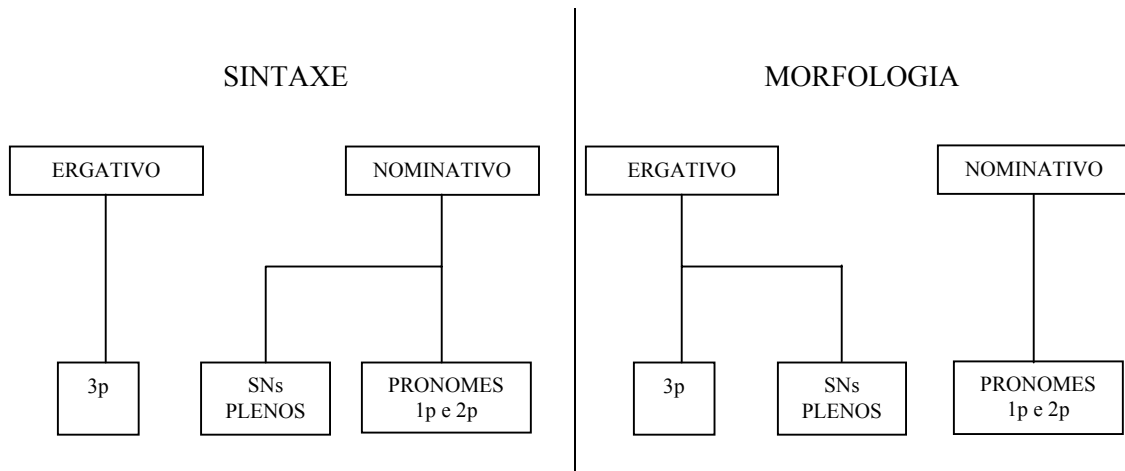 SINTAXE
ERGATIVO
NOMINATIVO
3p
SNs
PLENOS
PRONOMES
1p e 2p
MORFOLOGIA
ERGATIVO
NOMINATIVO
3p
SNs
PLENOS
PRONOMES
1p e 2p